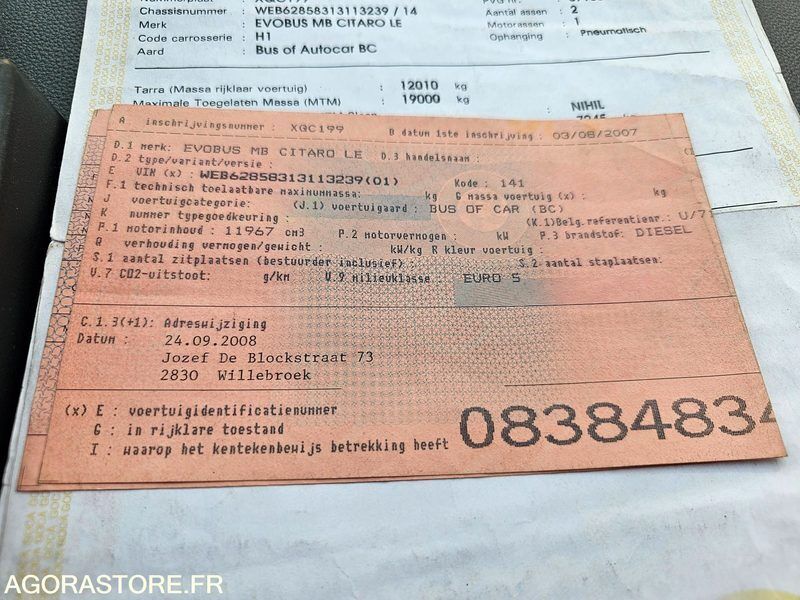 XQC199
Chassisnummer : WEB62858313113239 / 14
Merk : EVOBUS MB CITARO LE
Code carrosserie : H1
Aard : Bus of Autocar BC
Aantal assen : 2
Motorassen : 1
Ophanging : Pneumatisch
Tarra (Massa rijklaar voertuig) : 12010 kg
Maximale Toegelaten Massa (MTM) : 19000 kg
NIHIL
A inschrijvingsnummer : XQC199 B datum 1ste inschrijving : 03/08/2007
D.1 merk: EVOBUS MB CITARO LE D.3 handelsnaam :
D.2 type/variant/versie :
E VIN (x) : WEB62858313113239(01) Kode : 141
F.1 technisch toelaatbare maximummassa: kg G massa voertuig (x) : kg
J voertuigcategorie: (J.1) voertuigaard : BUS OF CAR (BC)
K nummer typegoedkeuring : (K.1)Belg.referentienr.: U/7
P.1 motorinhoud : 11967 cm3 P.2 motorvermogen : kW P.3 brandstof: DIESEL
Q verhouding vermogen/gewicht : kW/kg R kleur voertuig :
S.1 aantal zitplaatsen (bestuurder inclusief) : S.2 aantal staplaatsen:
V.7 CO2-uitstoot: g/km V.9 milieuklasse : EURO 5
C.1.3(+1): Adreswijziging
Datum : 24.09.2008
Jozef De Blockstraat 73
2830 Willebroek
(x) E : voertuigidentificatienummer
G : in rijklare toestand
I : waarop het kentekenbewijs betrekking heeft
08384834
AGORASTORE.FR